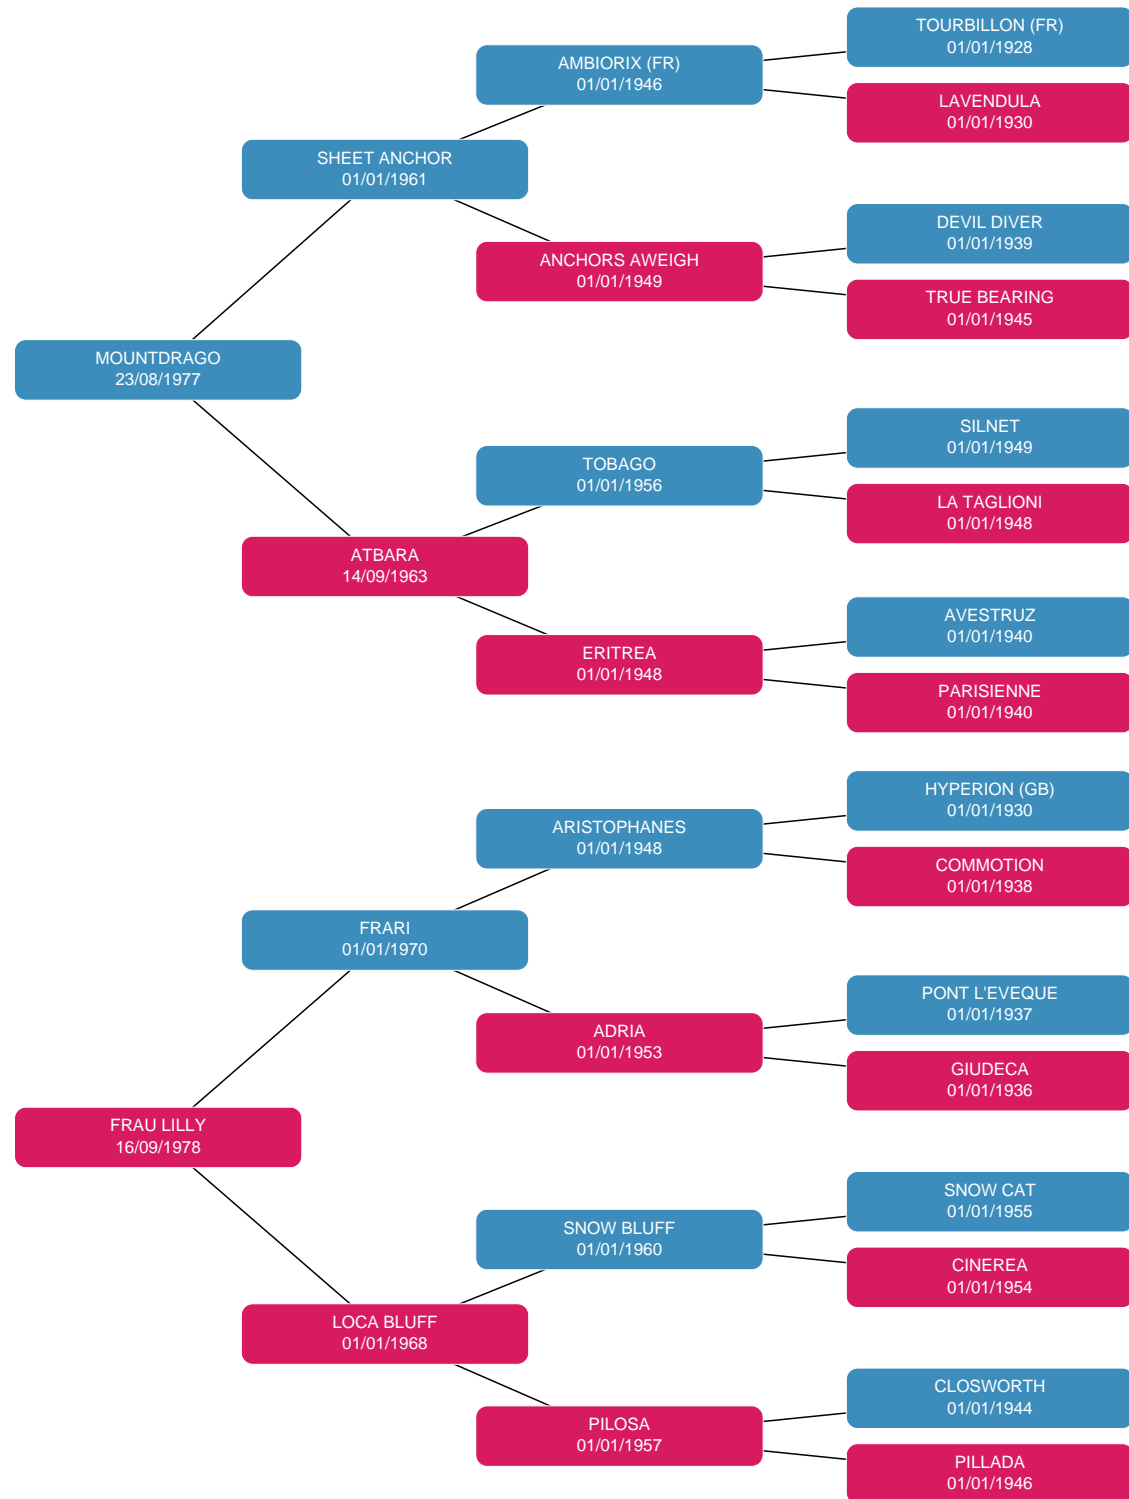 TOURBILLON (FR)
01/01/1928
AMBIORIX (FR)
01/01/1946
LAVENDULA
01/01/1930
SHEET ANCHOR
01/01/1961
DEVIL DIVER
01/01/1939
ANCHORS AWEIGH
01/01/1949
TRUE BEARING
01/01/1945
MOUNTDRAGO
23/08/1977
SILNET
01/01/1949
TOBAGO
01/01/1956
LA TAGLIONI
01/01/1948
ATBARA
14/09/1963
AVESTRUZ
01/01/1940
ERITREA
01/01/1948
PARISIENNE
01/01/1940
HYPERION (GB)
01/01/1930
ARISTOPHANES
01/01/1948
COMMOTION
01/01/1938
FRARI
01/01/1970
PONT L'EVEQUE
01/01/1937
ADRIA
01/01/1953
GIUDECA
01/01/1936
FRAU LILLY
16/09/1978
SNOW CAT
01/01/1955
SNOW BLUFF
01/01/1960
CINEREA
01/01/1954
LOCA BLUFF
01/01/1968
CLOSWORTH
01/01/1944
PILOSA
01/01/1957
PILLADA
01/01/1946